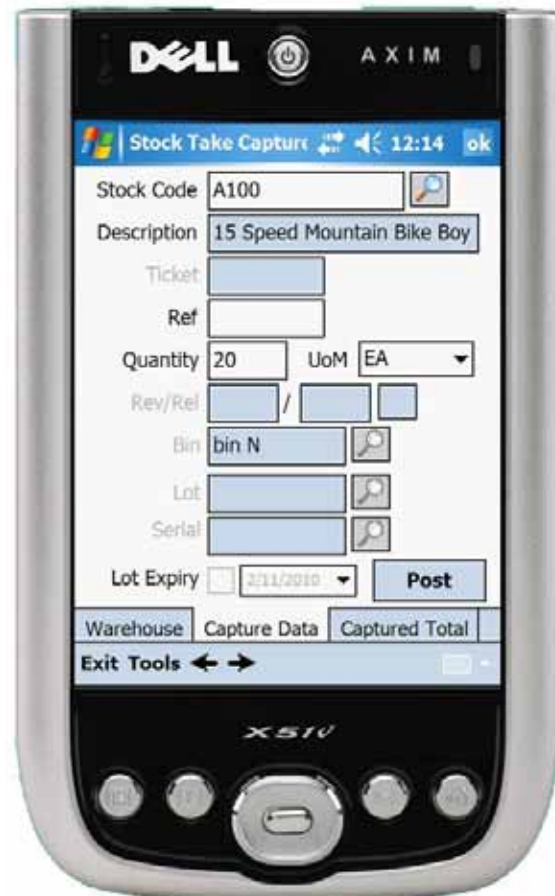 DELL AXIM
Stock Take Capture 12:14 ok
Stock Code A100
Description 15 Speed Mountain Bike Boy
Ticket
Ref
Quantity 20 UoM EA
Rev/Rel /
Bin bin N
Lot
Serial
Lot Expiry 2/11/2010 Post
Warehouse Capture Data Captured Total
Exit Tools
X51v